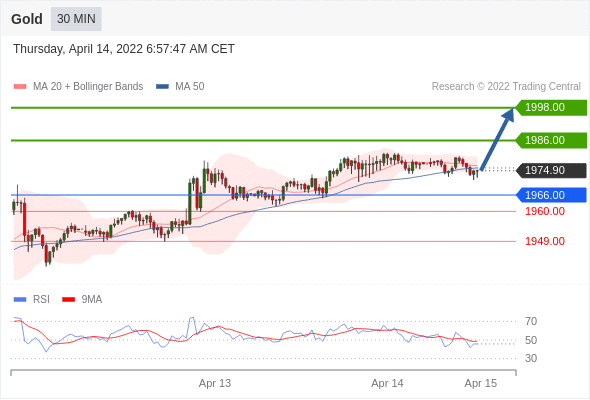 Gold 30 MIN
Thursday, April 14, 2022 6:57:47 AM CET
MA 20 + Bollinger Bands MA 50 Research © 2022 Trading Central
1998.00
1986.00
1974.90
1966.00
1960.00
1949.00
RSI 9MA
70
50
30
Apr 13 Apr 14 Apr 15